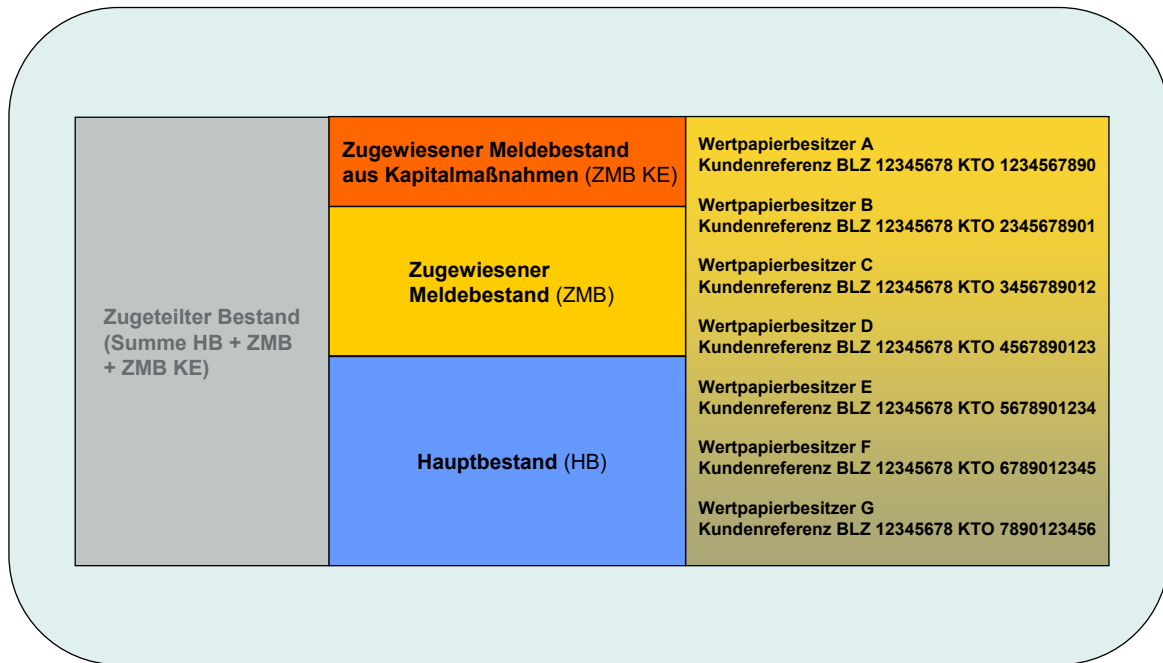 Zugeteilter Bestand
(Summe HB + ZMB
+ ZMB KE)
Zugewiesener Meldebestand
aus Kapitalmaßnahmen (ZMB KE)
Zugewiesener
Meldebestand (ZMB)
Hauptbestand (HB)
Wertpapierbesitzer A
Kundenreferenz BLZ 12345678 KTO 1234567890
Wertpapierbesitzer B
Kundenreferenz BLZ 12345678 KTO 2345678901
Wertpapierbesitzer C
Kundenreferenz BLZ 12345678 KTO 3456789012
Wertpapierbesitzer D
Kundenreferenz BLZ 12345678 KTO 4567890123
Wertpapierbesitzer E
Kundenreferenz BLZ 12345678 KTO 5678901234
Wertpapierbesitzer F
Kundenreferenz BLZ 12345678 KTO 6789012345
Wertpapierbesitzer G
Kundenreferenz BLZ 12345678 KTO 7890123456